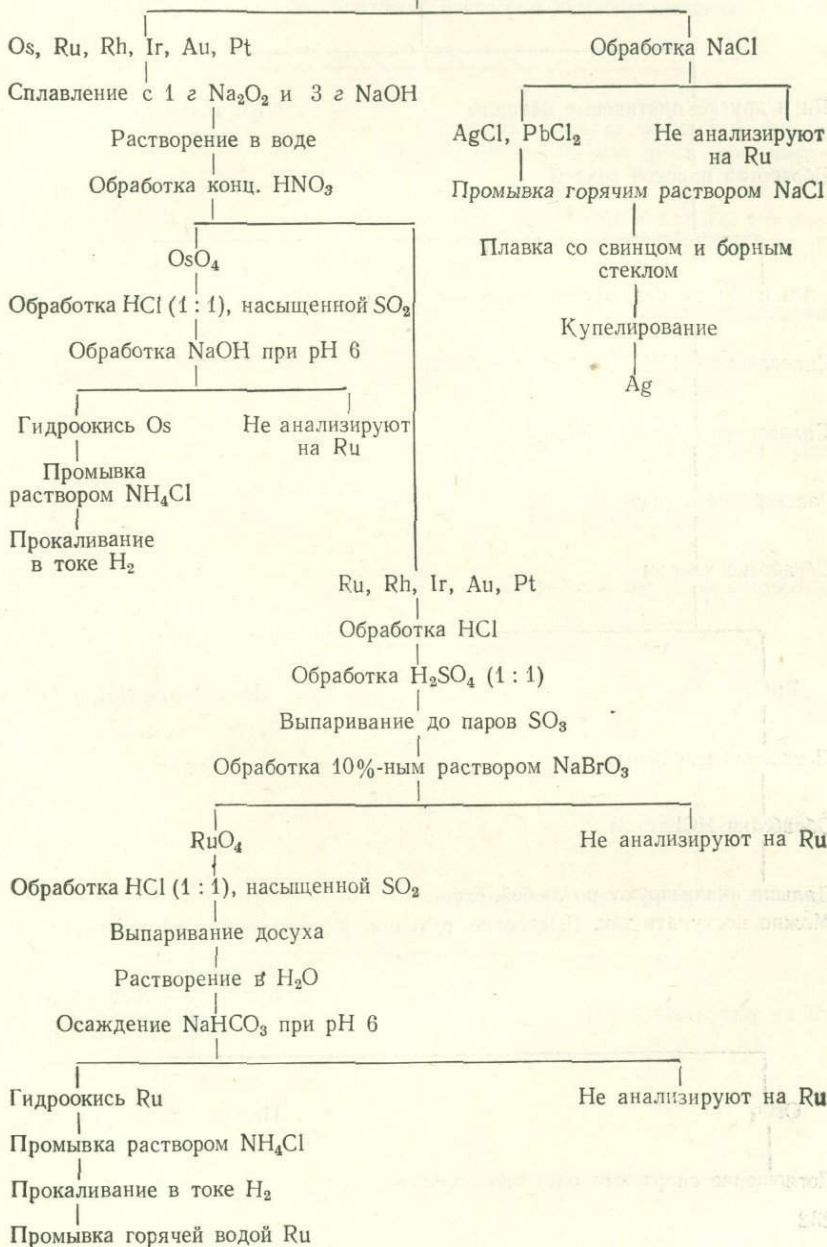 Os, Ru, Rh, Ir, Au, Pt
Сплавление с 1 г Na₂O₂ и 3 г NaOH
Растворение в воде
Обработка конц. HNO₃
OsO₄
Обработка HCl (1 : 1), насыщенной SO₂
Обработка NaOH при pH 6
Гидроокись Os
Не анализируют
на Ru
Промывка
раствором NH₄Cl
Прокаливание
в токе H₂
Обработка NaCl
AgCl, PbCl₂
Не анализируют
на Ru
Промывка горячим раствором NaCl
Плавка со свинцом и борным
стеклом
Купелирование
Ag
Ru, Rh, Ir, Au, Pt
Обработка HCl
Обработка H₂SO₄ (1 : 1)
Выпаривание до паров SO₃
Обработка 10%-ным раствором NaBrO₃
RuO₄
Не анализируют на Ru
Обработка HCl (1 : 1), насыщенной SO₂
Выпаривание досуха
Растворение в H₂O
Осаждение NaHCO₃ при pH 6
Гидроокись Ru
Не анализируют на Ru
Промывка раствором NH₄Cl
Прокаливание в токе H₂
Промывка горячей водой Ru